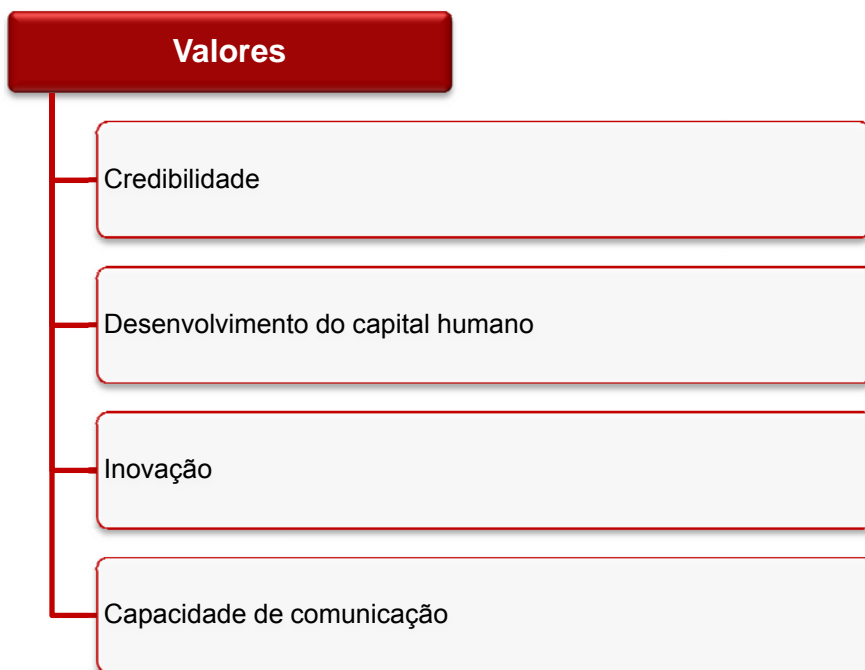 Valores
Credibilidade
Desenvolvimento do capital humano
Inovação
Capacidade de comunicação